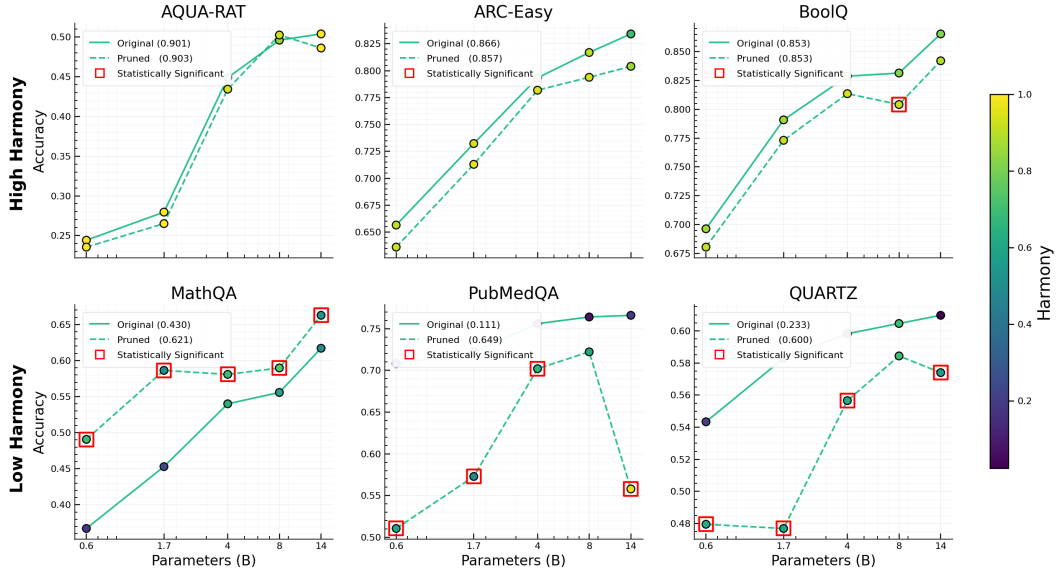 AQUA-RAT
ARC-Easy
BoolQ
High Harmony
Accuracy
0.50
0.45
0.40
0.35
0.30
0.25
Original (0.901)
Pruned (0.903)
Statistically Significant
0.825
0.800
0.775
0.750
0.725
0.700
0.675
0.650
Original (0.866)
Pruned (0.857)
Statistically Significant
0.850
0.825
0.800
0.775
0.750
0.725
0.700
0.675
Original (0.853)
Pruned (0.853)
Statistically Significant
MathQA
PubMedQA
QUARTZ
Low Harmony
Accuracy
0.65
0.60
0.55
0.50
0.45
0.40
Original (0.430)
Pruned (0.621)
Statistically Significant
0.6
1.7
4
8
14
Parameters (B)
0.75
0.70
0.65
0.60
0.55
0.50
Original (0.111)
Pruned (0.649)
Statistically Significant
0.6
1.7
4
8
14
Parameters (B)
0.60
0.58
0.56
0.54
0.52
0.50
0.48
Original (0.233)
Pruned (0.600)
Statistically Significant
0.6
1.7
4
8
14
Parameters (B)
1.0
0.8
0.6
0.4
0.2
Harmony